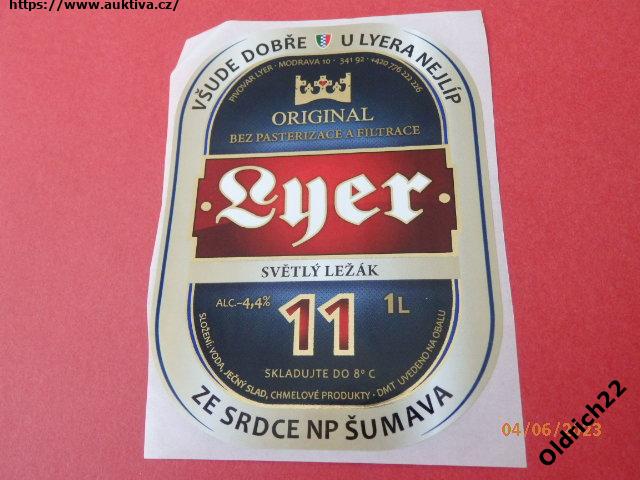 https://www.auktiva.cz/
VŠUDE DOBŘE U LYERA NEJLÍP
PIVOVAR LYER · MODRAVA 10 · 341 92 · +420 776 222 226
ORIGINAL
BEZ PASTERIZACE A FILTRACE
· Lyer ·
SVĚTLÝ LEŽÁK
ALC.-4,4% 11 1L
SKLADUJTE DO 8° C
SLOŽENÍ: VODA, JEČNÝ SLAD, CHMELOVÉ PRODUKTY · DMT UVEDENO NA OBALU
ZE SRDCE NP ŠUMAVA
04/06/2023
Oldrich22